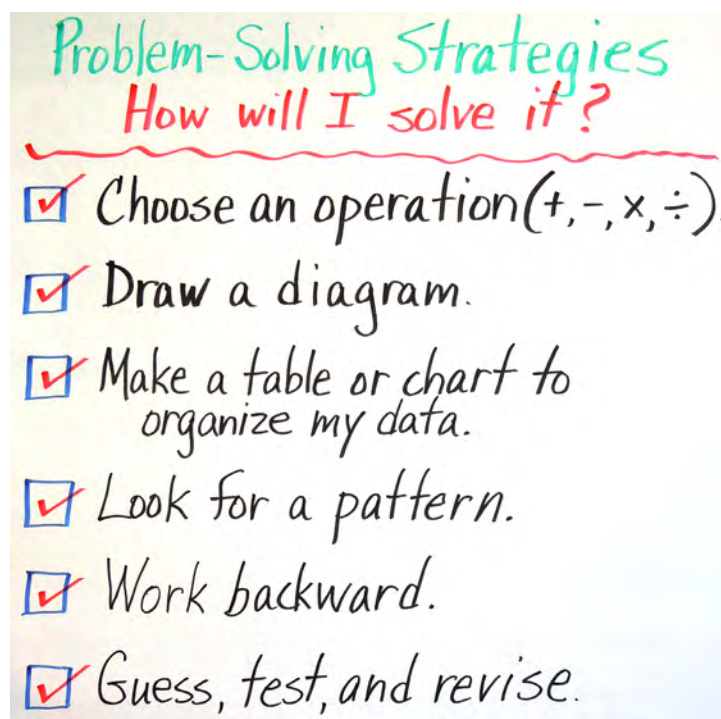 Problem-Solving Strategies
How will I solve it?
Choose an operation (+, -, x, ÷).
Draw a diagram.
Make a table or chart to
organize my data.
Look for a pattern.
Work backward.
Guess, test, and revise.